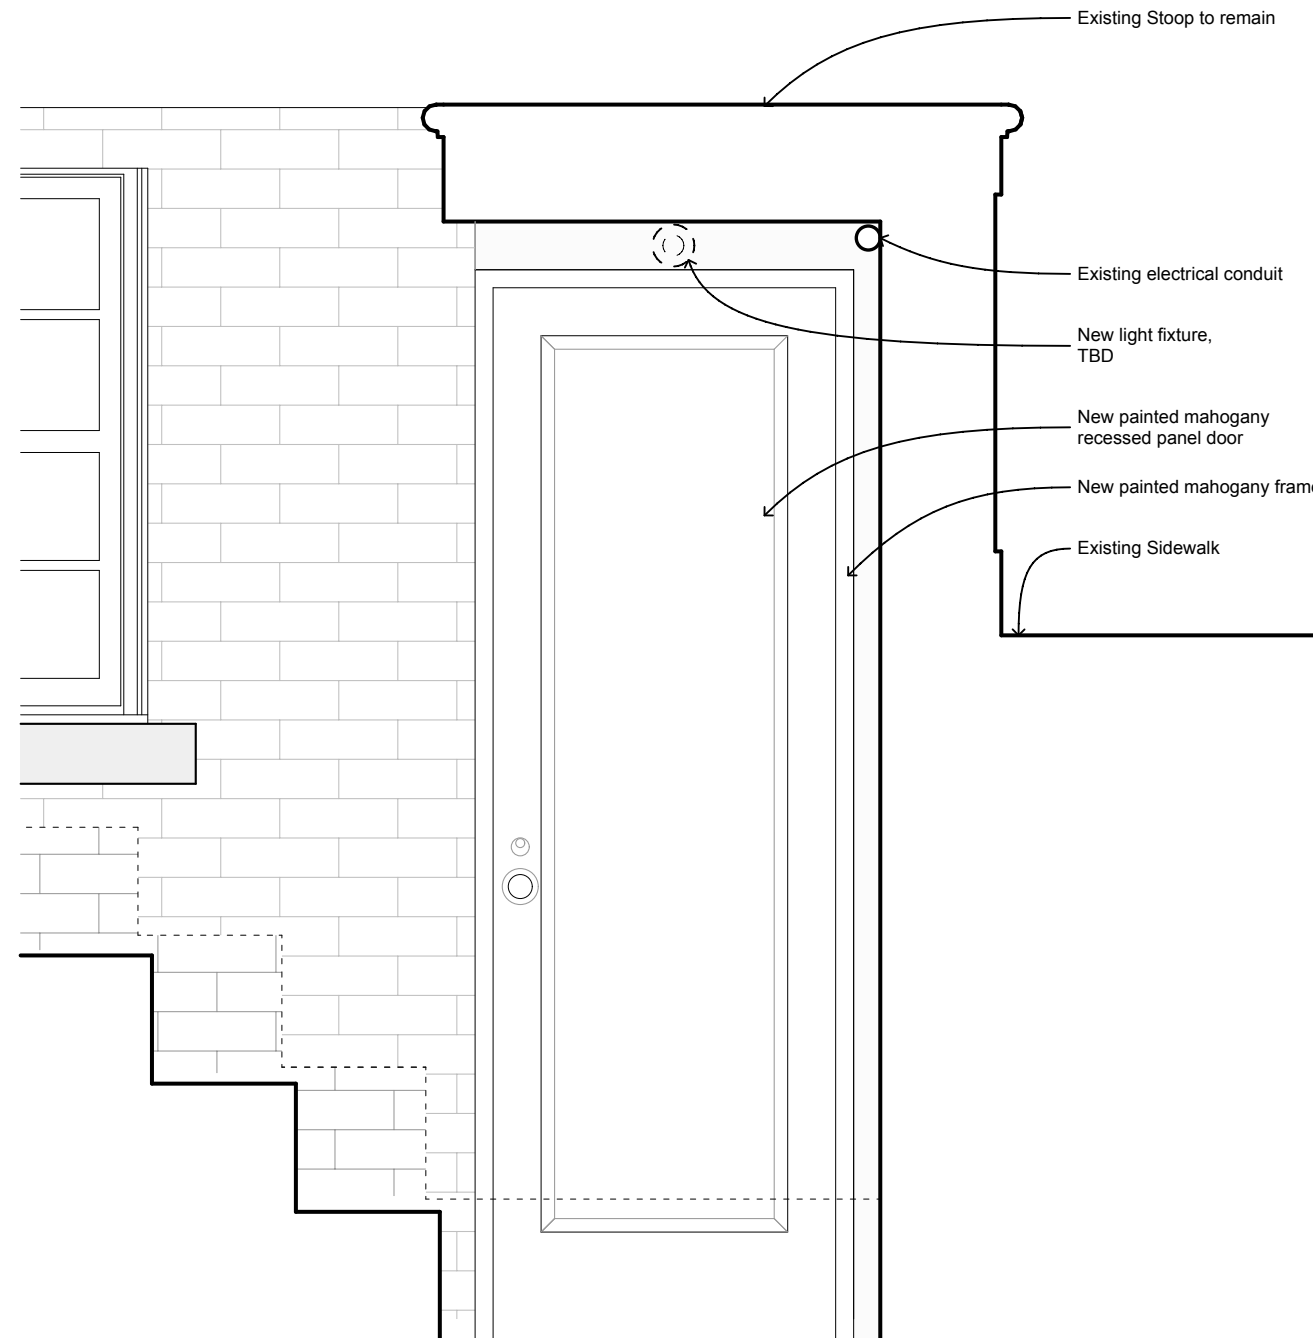 Existing Stoop to remain
Existing electrical conduit
New light fixture,
TBD
New painted mahogany
recessed panel door
New painted mahogany frame
Existing Sidewalk